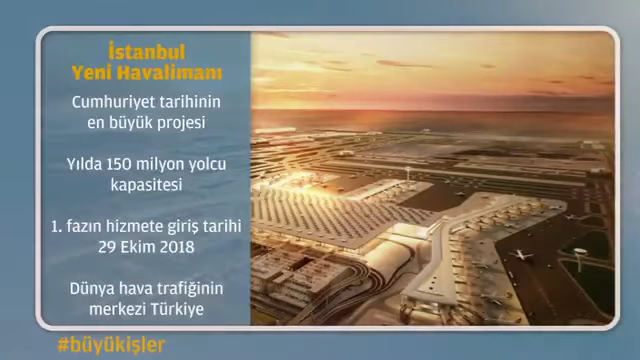 İstanbul
Yeni Havalimanı
Cumhuriyet tarihinin
en büyük projesi
Yılda 150 milyon yolcu
kapasitesi
1. fazın hizmete giriş tarihi
29 Ekim 2018
Dünya hava trafiğinin
merkezi Türkiye
#büyükişler